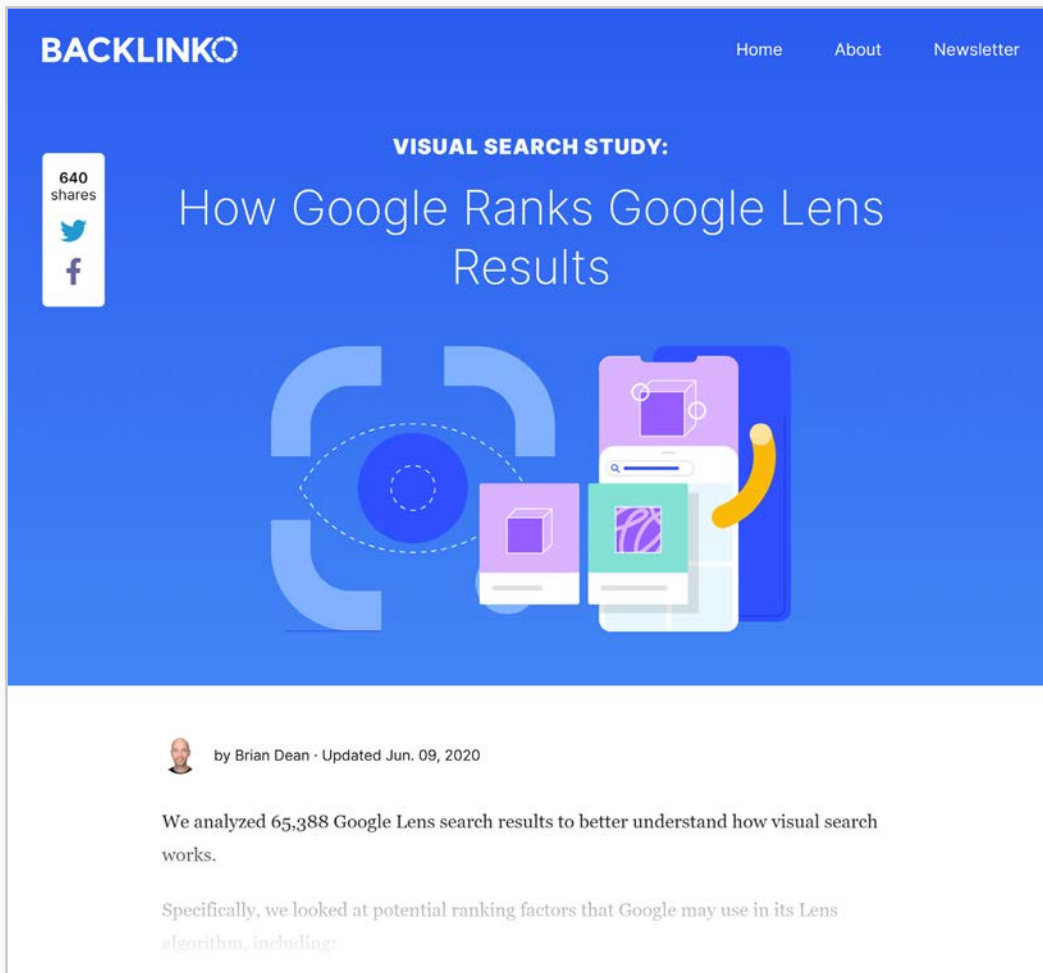 BACKLINKO
Home About Newsletter
VISUAL SEARCH STUDY:
640
shares
How Google Ranks Google Lens
Results
by Brian Dean · Updated Jun. 09, 2020
We analyzed 65,388 Google Lens search results to better understand how visual search
works.
Specifically, we looked at potential ranking factors that Google may use in its Lens
algorithm, including: